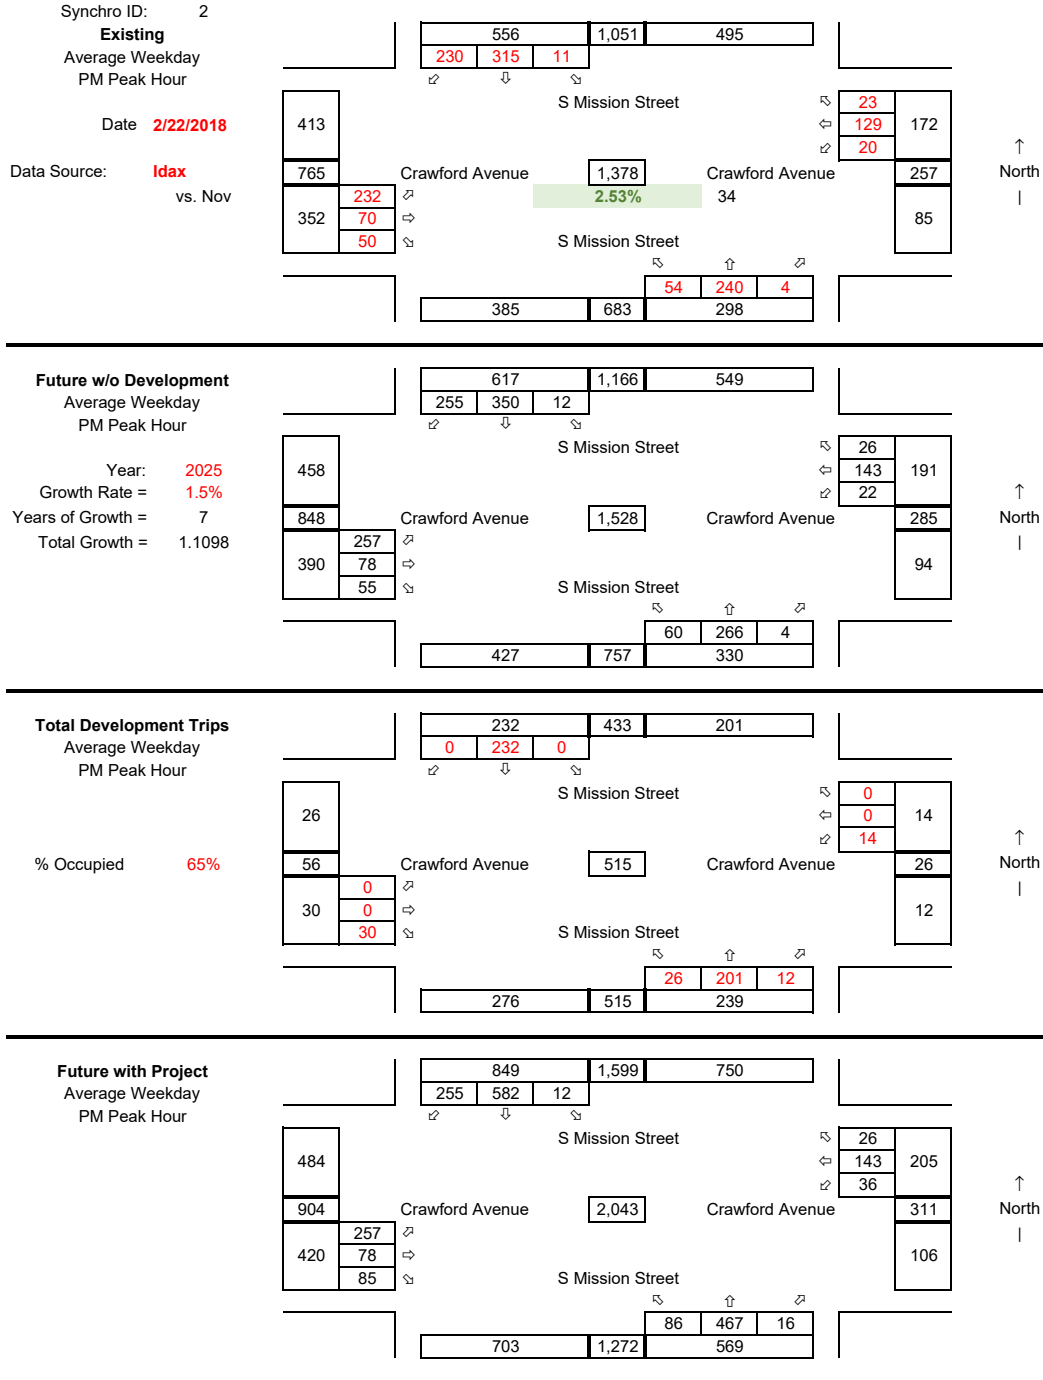 Synchro ID: 2
Existing 556 1,051 495
Average Weekday 230 315 11
PM Peak Hour ⬃ ⇩ ⬂
S Mission Street ⬁ 23
Date 2/22/2018 413 ⇦ 129 172
⬃ 20 ↑
Data Source: Idax 765 Crawford Avenue 1,378 Crawford Avenue 257 North
vs. Nov 232 ⬀ 2.53% 34 |
352 70 ⇨ 85
50 ⬂ S Mission Street
⬁ ⇧ ⬀
54 240 4
385 683 298
Future w/o Development 617 1,166 549
Average Weekday 255 350 12
PM Peak Hour ⬃ ⇩ ⬂
S Mission Street ⬁ 26
Year: 2025 458 ⇦ 143 191
Growth Rate = 1.5% ⬃ 22 ↑
Years of Growth = 7 848 Crawford Avenue 1,528 Crawford Avenue 285 North
Total Growth = 1.1098 257 ⬀ |
390 78 ⇨ 94
55 ⬂ S Mission Street
⬁ ⇧ ⬀
60 266 4
427 757 330
Total Development Trips 232 433 201
Average Weekday 0 232 0
PM Peak Hour ⬃ ⇩ ⬂
S Mission Street ⬁ 0
26 ⇦ 0 14
⬃ 14 ↑
% Occupied 65% 56 Crawford Avenue 515 Crawford Avenue 26 North
0 ⬀ |
30 0 ⇨ 12
30 ⬂ S Mission Street
⬁ ⇧ ⬀
26 201 12
276 515 239
Future with Project 849 1,599 750
Average Weekday 255 582 12
PM Peak Hour ⬃ ⇩ ⬂
S Mission Street ⬁ 26
484 ⇦ 143 205
⬃ 36 ↑
904 Crawford Avenue 2,043 Crawford Avenue 311 North
257 ⬀ |
420 78 ⇨ 106
85 ⬂ S Mission Street
⬁ ⇧ ⬀
86 467 16
703 1,272 569